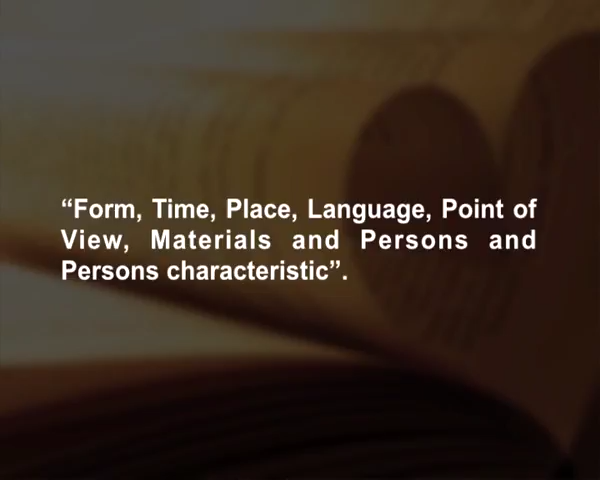 “Form, Time, Place, Language, Point of
View, Materials and Persons and
Persons characteristic”.